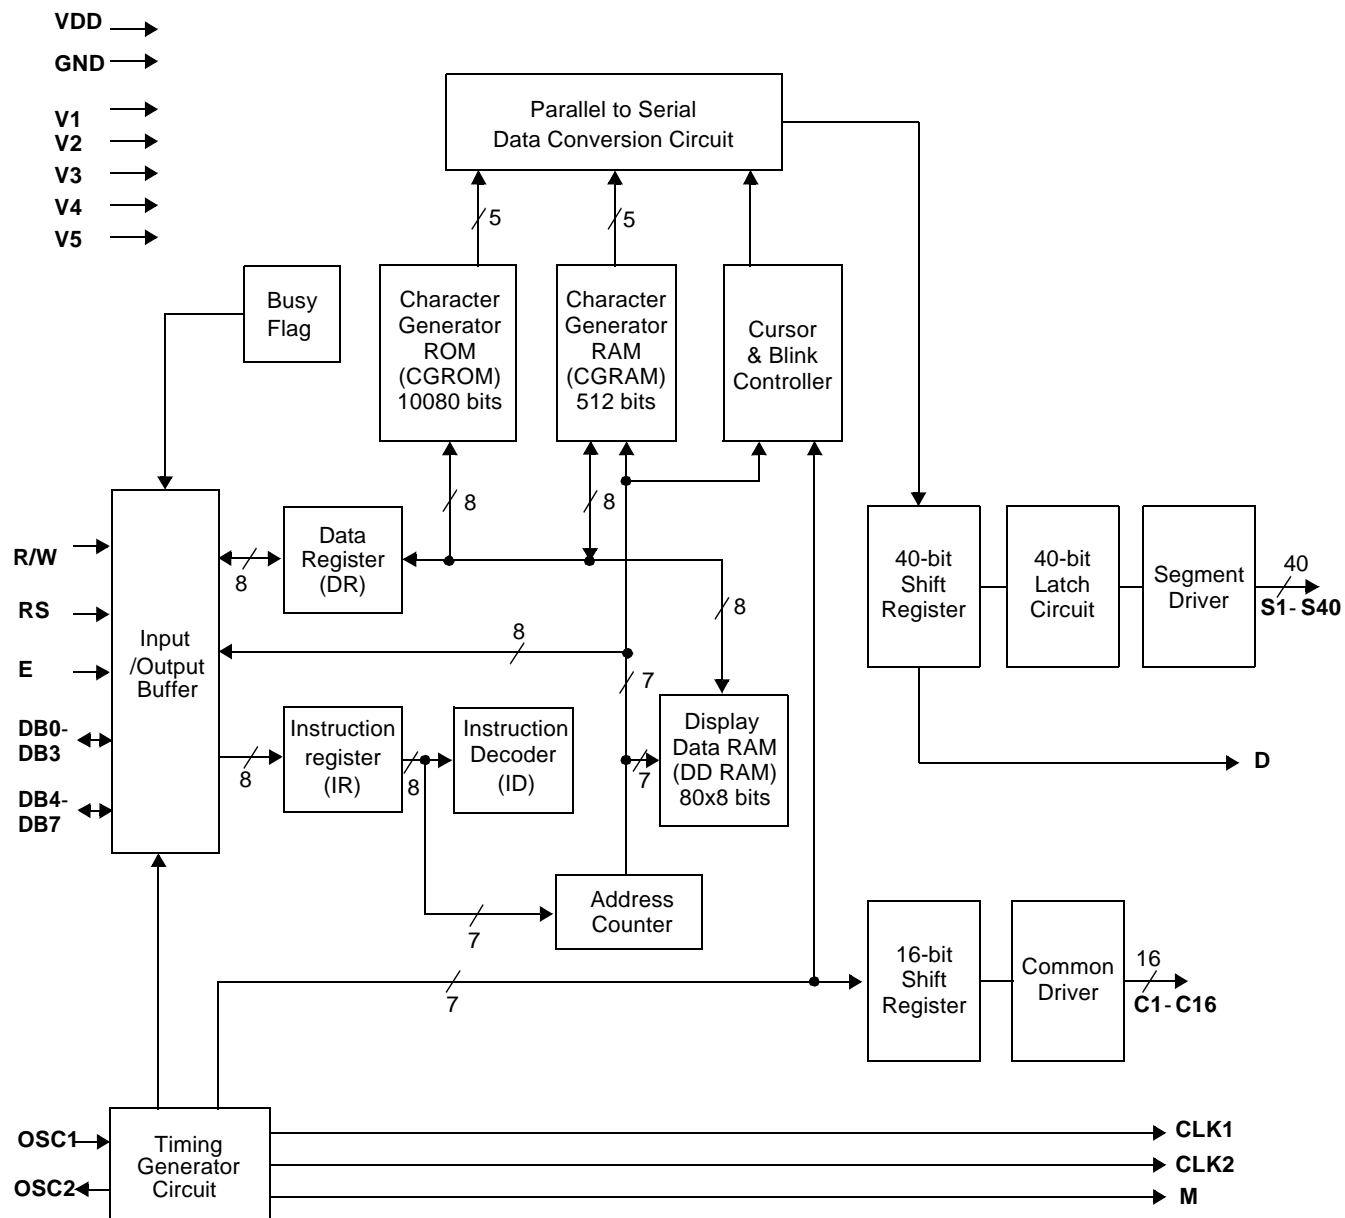 VDD
GND
V1
V2
V3
V4
V5
Parallel to Serial
Data Conversion Circuit
5
5
Busy
Flag
Character
Generator
ROM
(CGROM)
10080 bits
Character
Generator
RAM
(CGRAM)
512 bits
Cursor
& Blink
Controller
8
8
R/W
RS
E
DB0-
DB3
DB4-
DB7
Input
/Output
Buffer
8
Data
Register
(DR)
8
8
7
40-bit
Shift
Register
40-bit
Latch
Circuit
Segment
Driver
40
S1- S40
8
Instruction
register
(IR)
8
Instruction
Decoder
(ID)
7
Display
Data RAM
(DD RAM)
80x8 bits
D
7
Address
Counter
7
16-bit
Shift
Register
Common
Driver
16
C1- C16
OSC1
OSC2
Timing
Generator
Circuit
CLK1
CLK2
M